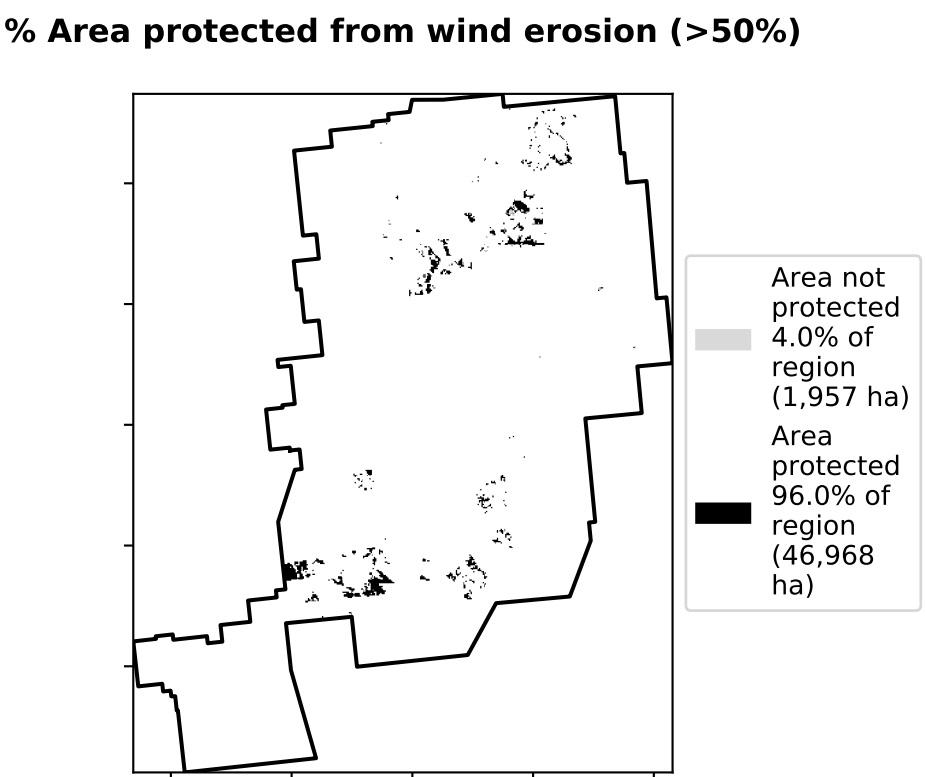 % Area protected from wind erosion (>50%)
Area not
protected
4.0% of
region
(1,957 ha)
Area
protected
96.0% of
region
(46,968
ha)